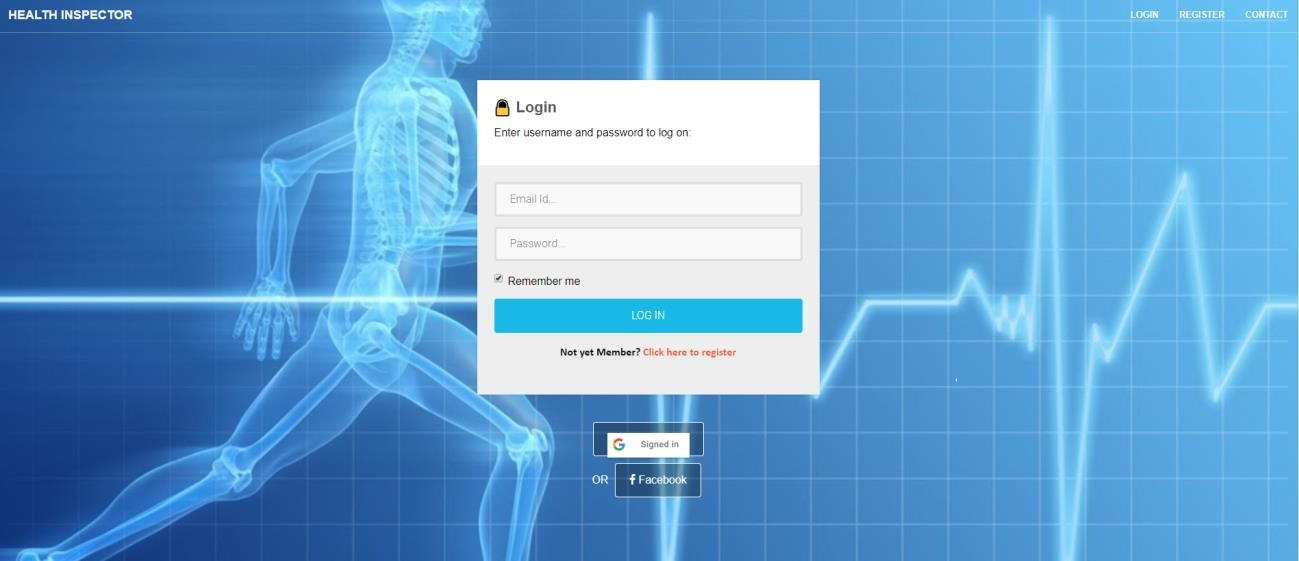 HEALTH INSPECTOR
LOGIN REGISTER CONTACT
Login
Enter username and password to log on:
Email Id...
Password...
Remember me
LOG IN
Not yet Member? Click here to register
G Signed in
OR f Facebook